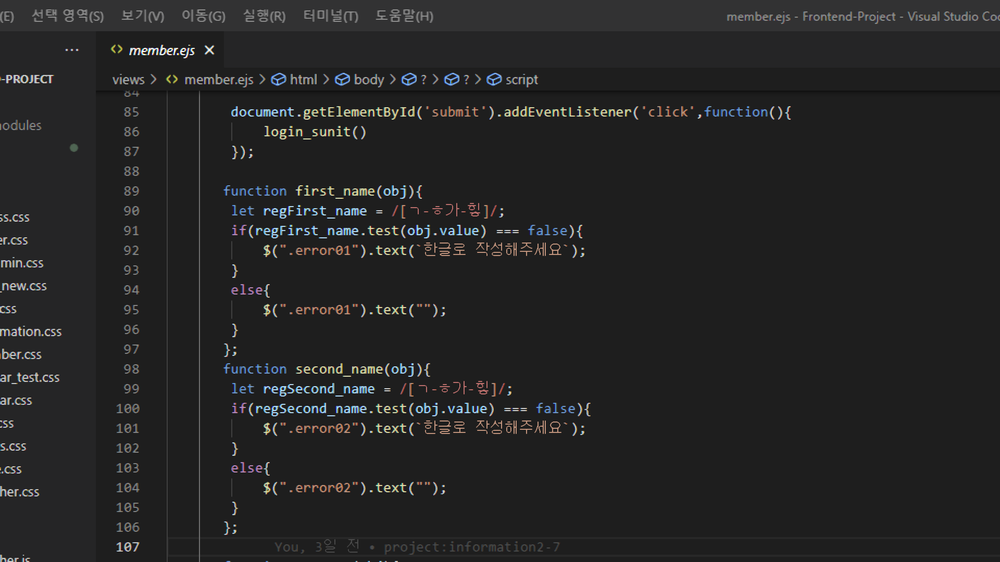 (E) 선택 영역(S) 보기(V) 이동(G) 실행(R) 터미널(T) 도움말(H) member.ejs - Frontend-Project - Visual Studio Co
··· <> member.ejs ×
-PROJECT views > <> member.ejs > html > body > ? > ? > script
84
85 document.getElementById('submit').addEventListener('click',function(){
odules
86 login_sunit()
87 });
88
89 function first_name(obj){
90 let regFirst_name = /[ㄱ-ㅎ가-힣]/;
ss.css
91 if(regFirst_name.test(obj.value) === false){
er.css
92 $(".error01").text(`한글로 작성해주세요`);
min.css
93 }
_new.css
94 else{
css
95 $(".error01").text("");
mation.css
96 }
97 };
ber.css
98 function second_name(obj){
ar_test.css
99 let regSecond_name = /[ㄱ-ㅎ가-힣]/;
ar.css
100 if(regSecond_name.test(obj.value) === false){
css
101 $(".error02").text(`한글로 작성해주세요`);
s.css
102 }
103 else{
.css
104 $(".error02").text("");
her.css
105 }
106 };
107 You, 3일 전 • project:information2-7